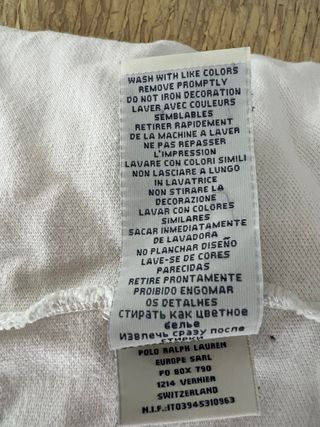 WASH WITH LIKE COLORS
REMOVE PROMPTLY
DO NOT IRON DECORATION
LAVER AVEC COULEURS
SEMBLABLES
RETIRER RAPIDEMENT
DE LA MACHINE A LAVER
NE PAS REPASSER
L'IMPRESSION
LAVARE CON COLORI SIMILI
NON LASCIARE A LUNGO
IN LAVATRICE
NON STIRARE LA
DECORAZIONE
LAVAR CON COLORES
SIMILARES
SACAR INMEDIATAMENTE
DE LAVADORA
NO PLANCHAR DISEÑO
LAVE-SE DE CORES
PARECIDAS
RETIRE PRONTAMENTE
PROIBIDO ENGOMAR
OS DETALHES
СТИРАТЬ КАК ЦВЕТНОЕ
БЕЛЬЕ
ИЗВЛЕЧЬ СРАЗУ ПОСЛЕ
СТИРКИ
POLO RALPH LAUREN
EUROPE SARL
PO BOX 790
1214 VERNIER
SWITZERLAND
N.I.F.:IT03945310963